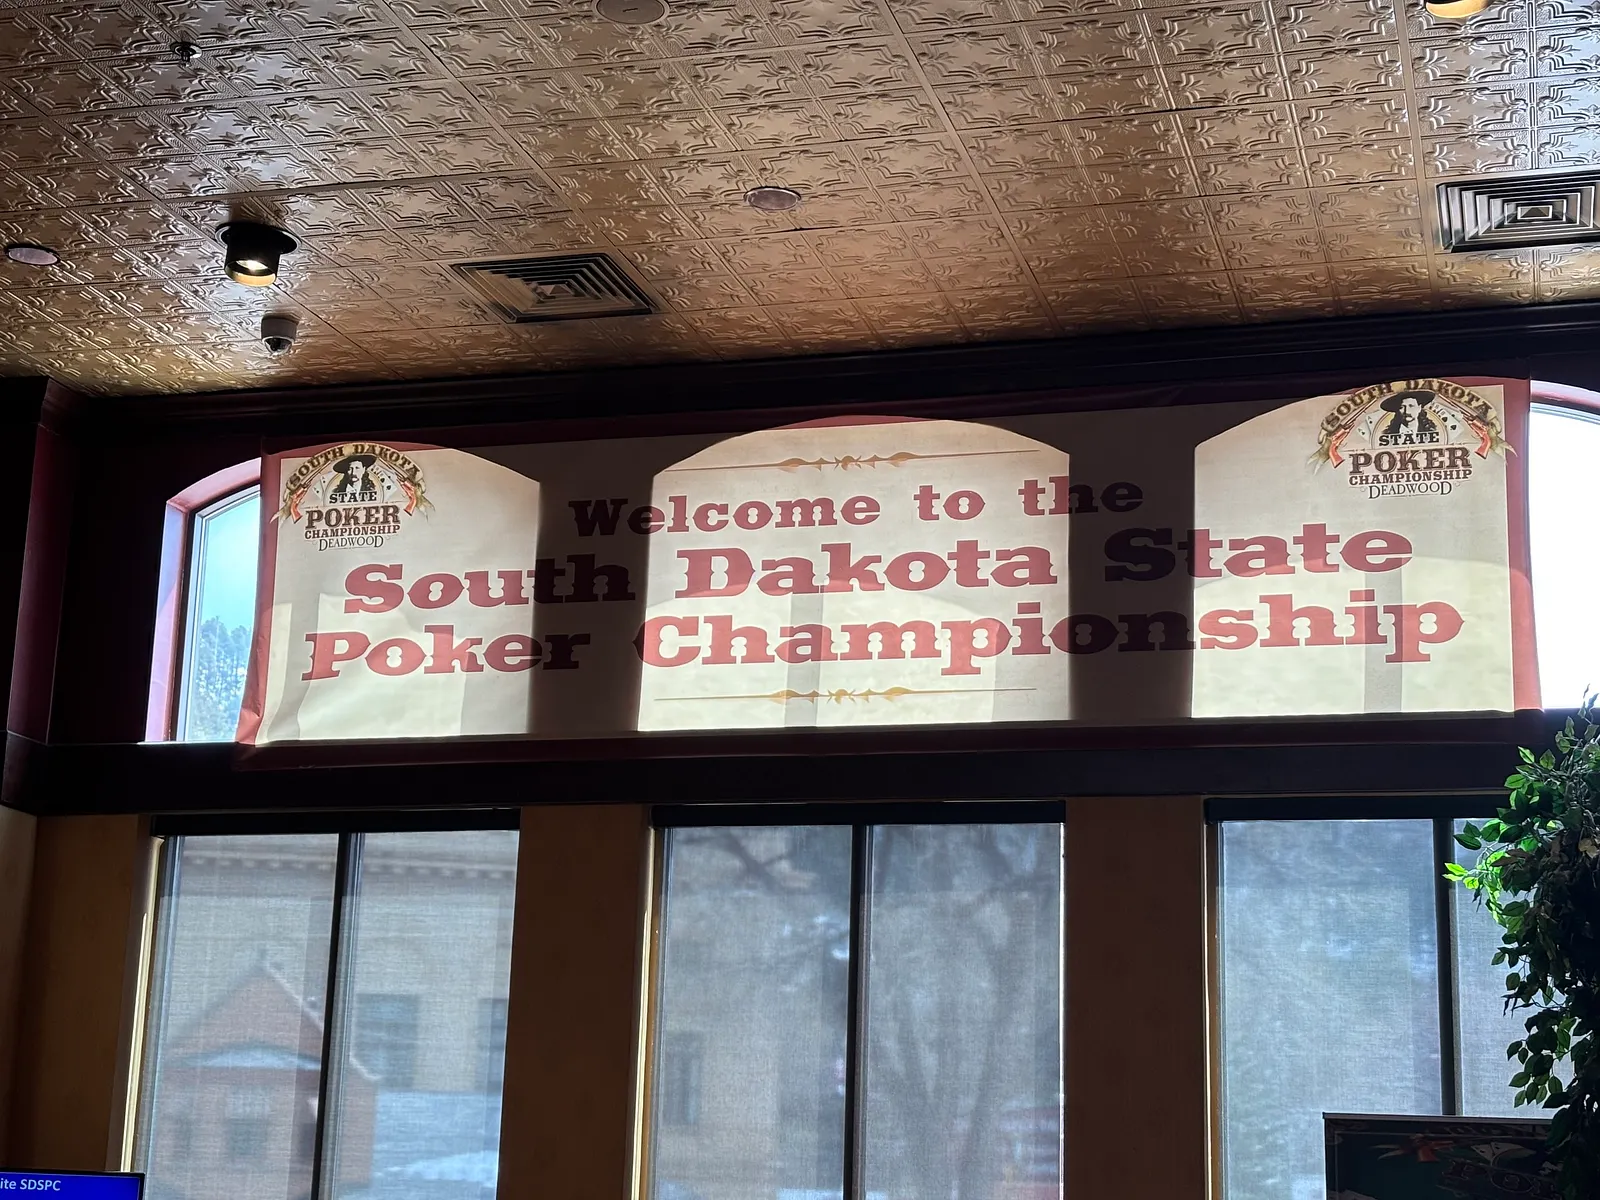 SOUTH DAKOTA
STATE
POKER
CHAMPIONSHIP
DEADWOOD
Welcome to the
South Dakota State
Poker Championship
SOUTH DAKOTA
STATE
POKER
CHAMPIONSHIP
DEADWOOD
ite SDSPC